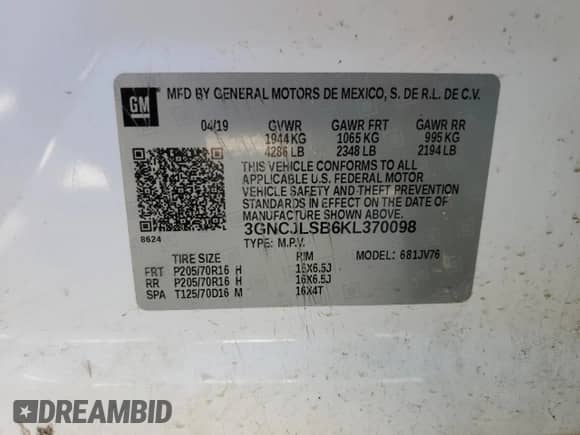 GM MFD BY GENERAL MOTORS DE MEXICO, S. DE R.L. DE C.V.
04/19 GVWR GAWR FRT GAWR RR
1944 KG 1065 KG 995 KG
4286 LB 2348 LB 2194 LB
THIS VEHICLE CONFORMS TO ALL
APPLICABLE U.S. FEDERAL MOTOR
VEHICLE SAFETY AND THEFT PREVENTION
STANDARDS IN EFFECT ON THE DATE OF
MANUFACTURE SHOWN ABOVE.
8624 3GNCJLSB6KL370098
TYPE: M.P.V. MODEL: 681JV76
TIRE SIZE RIM
FRT P205/70R16 H 16X6.5J
RR P205/70R16 H 16X6.5J
SPA T125/70D16 M 16X4T
DREAMBID